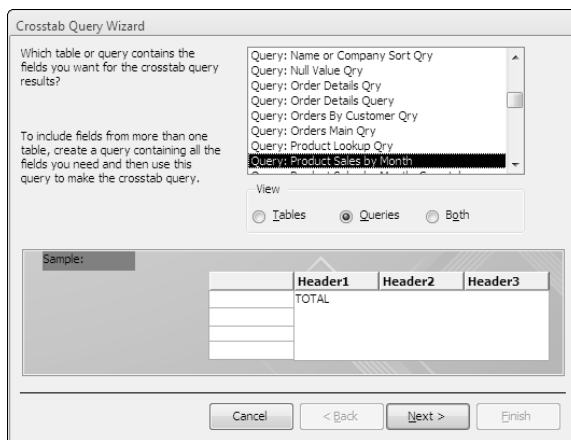 Crosstab Query Wizard
Which table or query contains the
fields you want for the crosstab query
results?
To include fields from more than one
table, create a query containing all the
fields you need and then use this
query to make the crosstab query.
Query: Name or Company Sort Qry
Query: Null Value Qry
Query: Order Details Qry
Query: Order Details Query
Query: Orders By Customer Qry
Query: Orders Main Qry
Query: Product Lookup Qry
Query: Product Sales by Month
View
Tables Queries Both
Sample:
Header1 Header2 Header3
TOTAL
Cancel < Back Next > Finish